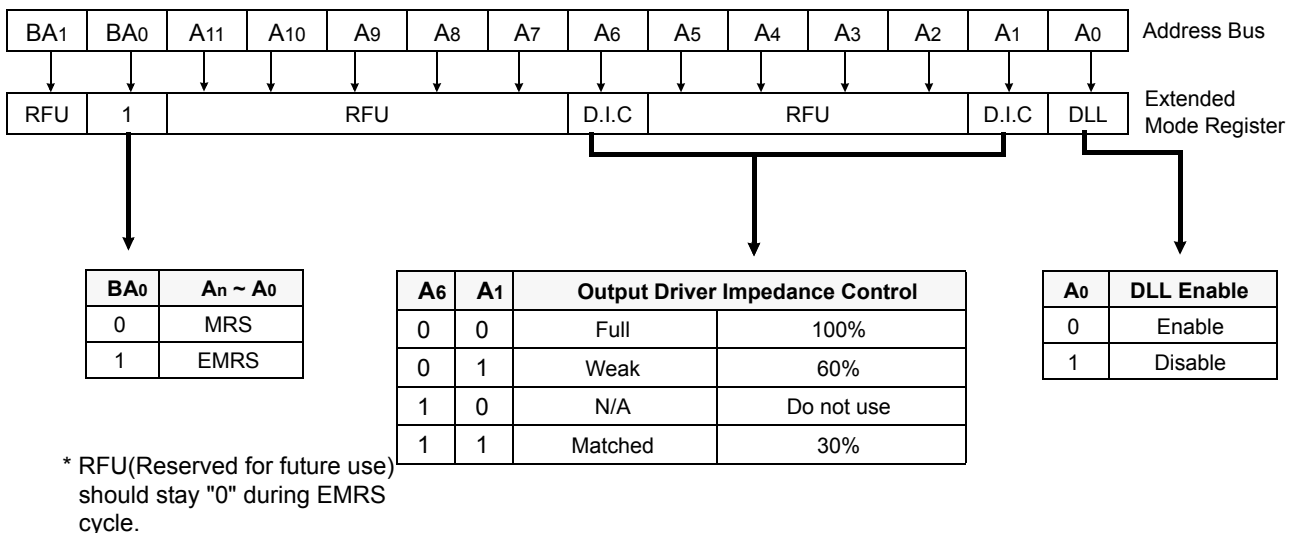 BA1 BA0 A11 A10 A9 A8 A7 A6 A5 A4 A3 A2 A1 A0 Address Bus
RFU 1 RFU D.I.C RFU D.I.C DLL Extended
Mode Register
BA0 An ~ A0
0 MRS
1 EMRS
A6 A1 Output Driver Impedance Control
0 0 Full 100%
0 1 Weak 60%
1 0 N/A Do not use
1 1 Matched 30%
A0 DLL Enable
0 Enable
1 Disable
* RFU(Reserved for future use)
should stay "0" during EMRS
cycle.